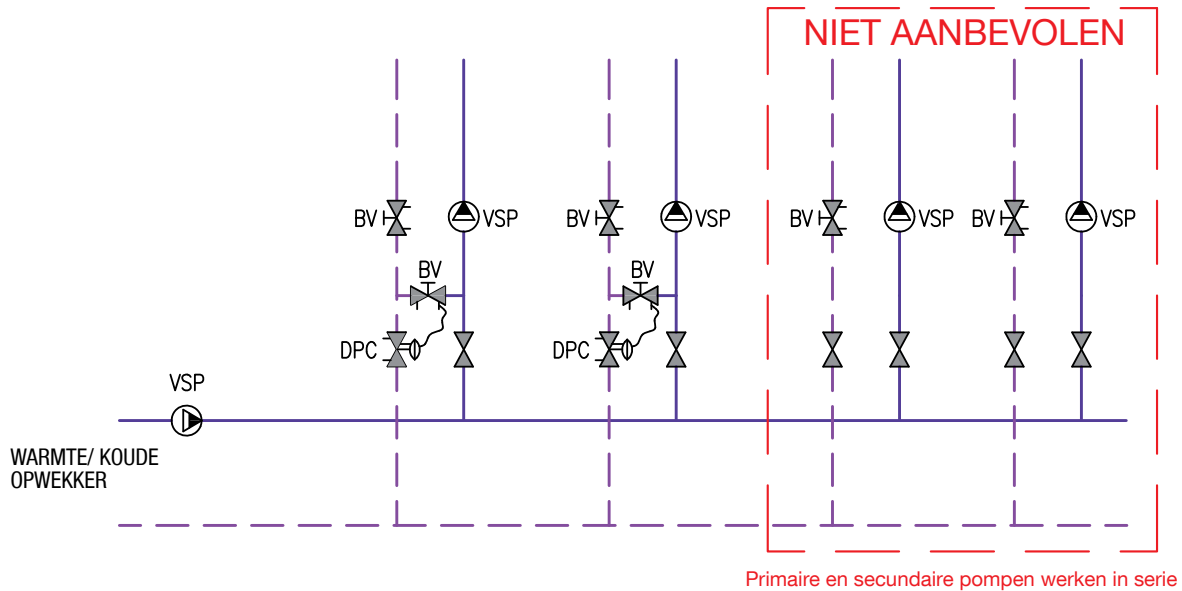 NIET AANBEVOLEN
BV VSP BV VSP BV VSP BV VSP
BV BV
DPC DPC
VSP
WARMTE/ KOUDE
OPWEKKER
Primaire en secundaire pompen werken in serie